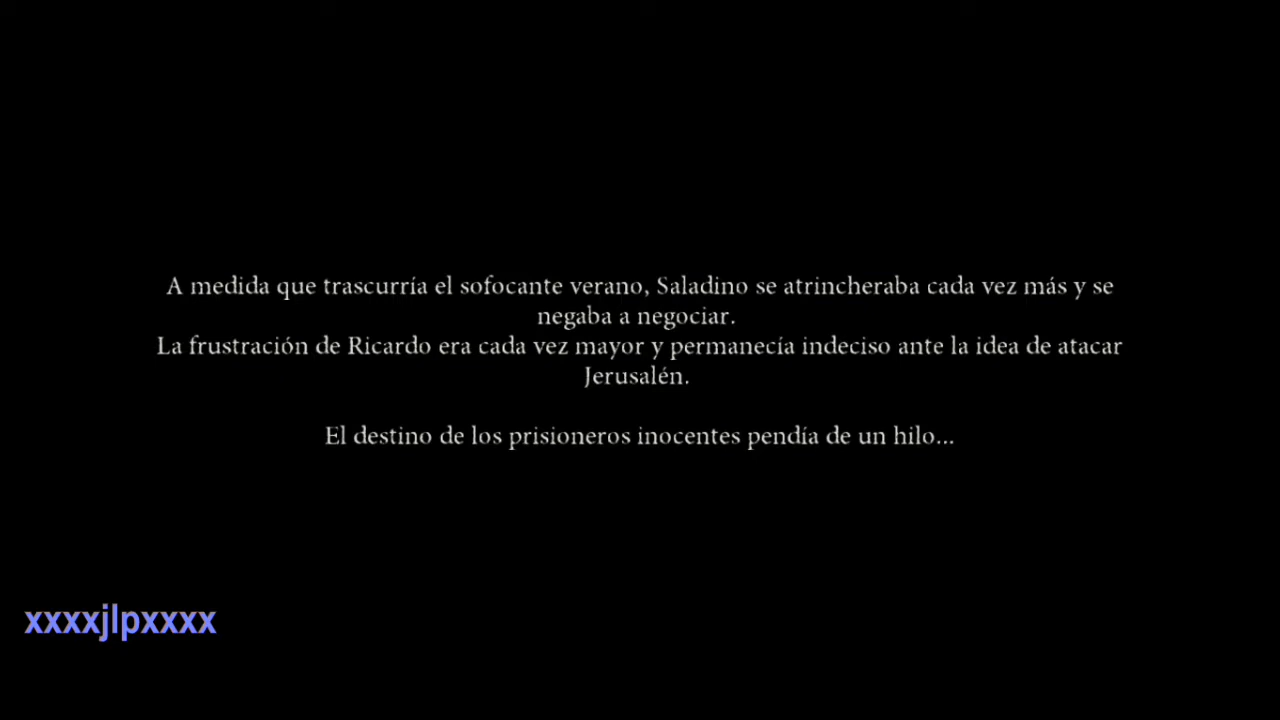 A medida que trascurría el sofocante verano, Saladino se atrincheraba cada vez más y se
negaba a negociar.
La frustración de Ricardo era cada vez mayor y permanecía indeciso ante la idea de atacar
Jerusalén.
El destino de los prisioneros inocentes pendía de un hilo...
xxxxjlpxxxx